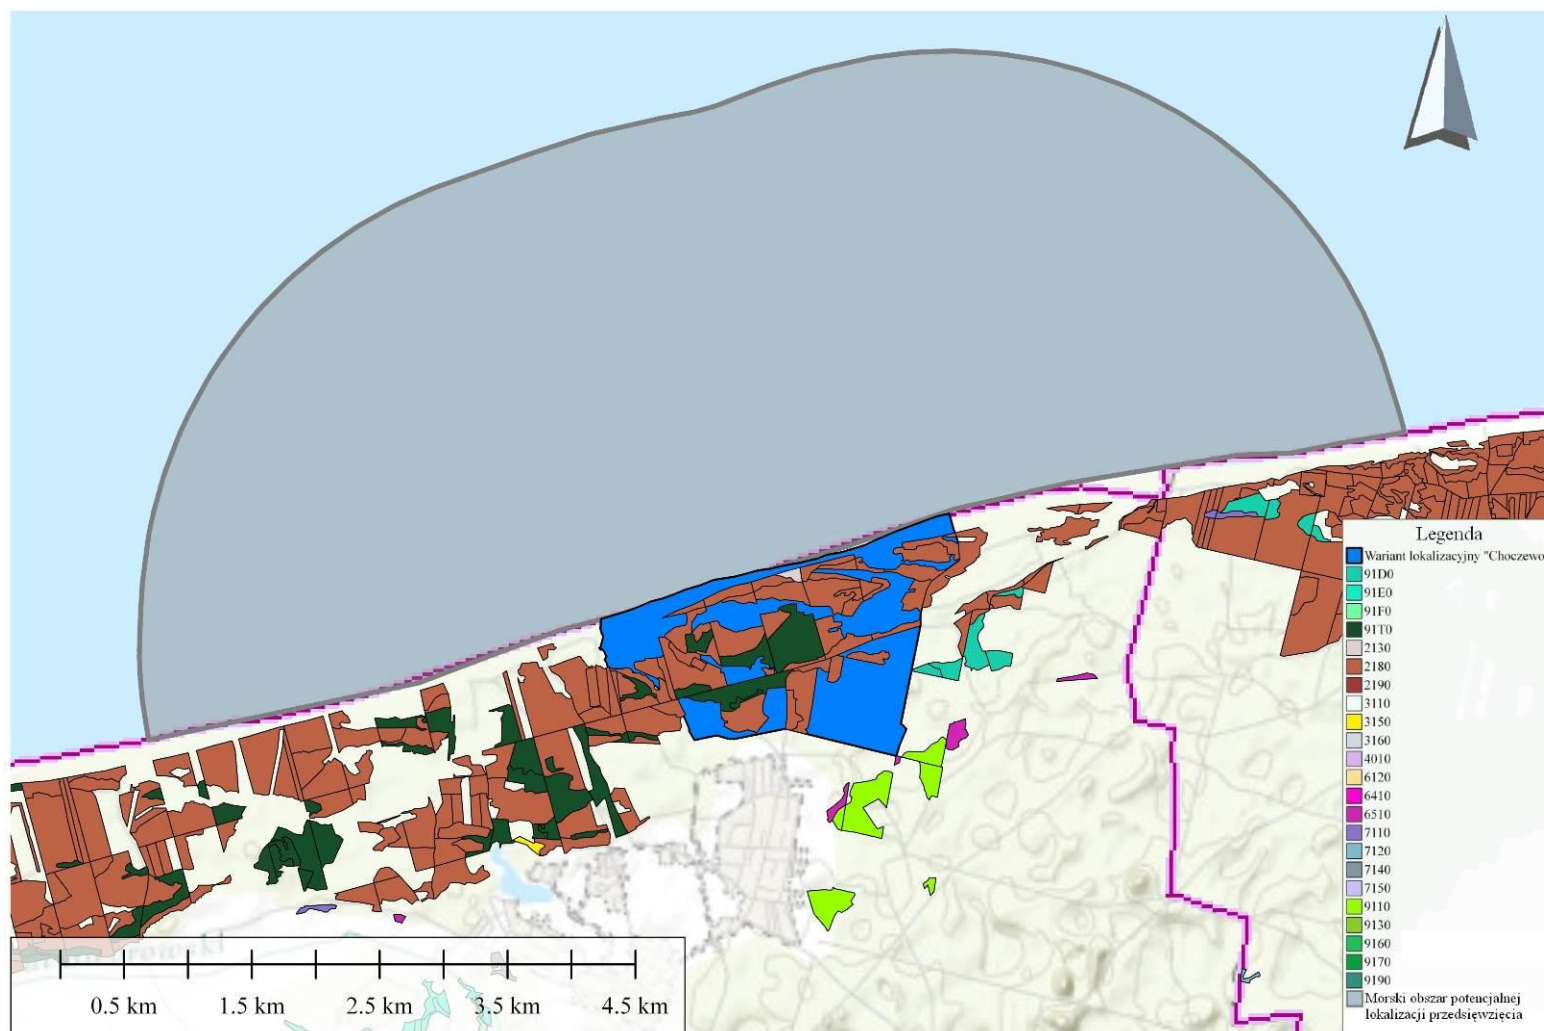 Legenda
Wariant lokalizacyjny "Choczewo
91D0
91E0
91F0
91T0
2130
2180
2190
3110
3150
3160
4010
6120
6410
6510
7110
7120
7140
7150
9110
9130
9160
9170
9190
Morski obszar potencjalnej
lokalizacji przedsięwzięcia
0.5 km 1.5 km 2.5 km 3.5 km 4.5 km